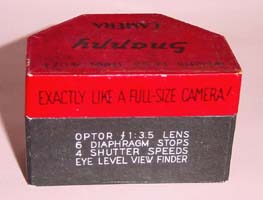 CAMERA
Snappy
EXACTLY LIKE A FULL-SIZE CAMERA!
OPTOR f 1:3.5 LENS
6 DIAPHRAGM STOPS
4 SHUTTER SPEEDS
EYE LEVEL VIEW FINDER